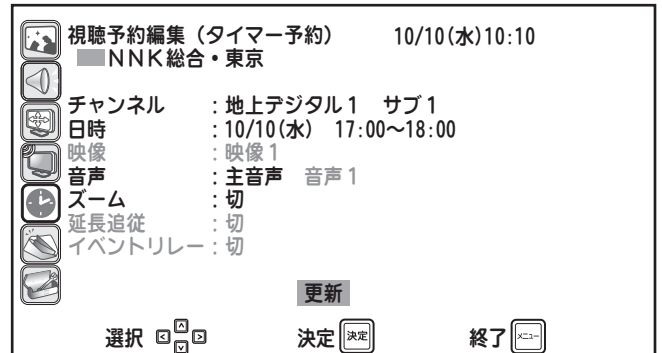 視聴予約編集（タイマー予約） 10/10(水)10:10
ＮＮＫ総合・東京
チャンネル ：地上デジタル１ サブ１
日時 ：10/10(水) 17:00～18:00
映像 ：映像１
音声 ：主音声 音声１
ズーム ：切
延長追従 ：切
イベントリレー：切
更新
選択 決定 決定 終了 メニュー